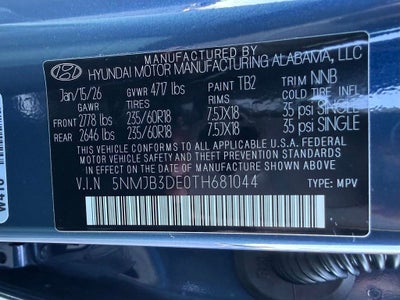 MANUFACTURED BY
HYUNDAI MOTOR MANUFACTURING ALABAMA, LLC
Jan/15/26 GVWR 4717 lbs PAINT TB2 TRIM NNB
GAWR TIRES RIMS COLD TIRE INFL.
FRONT 2778 lbs 235/60R18 7.5JX18 35 psi SINGLE
REAR 2646 lbs 235/60R18 7.5JX18 35 psi SINGLE
THIS VEHICLE CONFORMS TO ALL APPLICABLE U.S.A. FEDERAL
MOTOR VEHICLE SAFETY, BUMPER, AND THEFT PREVENTION STANDARDS
IN EFFECT ON THE DATE OF MANUFACTURE SHOWN ABOVE.
V.I.N 5NMJB3DE0TH681044 TYPE: MPV